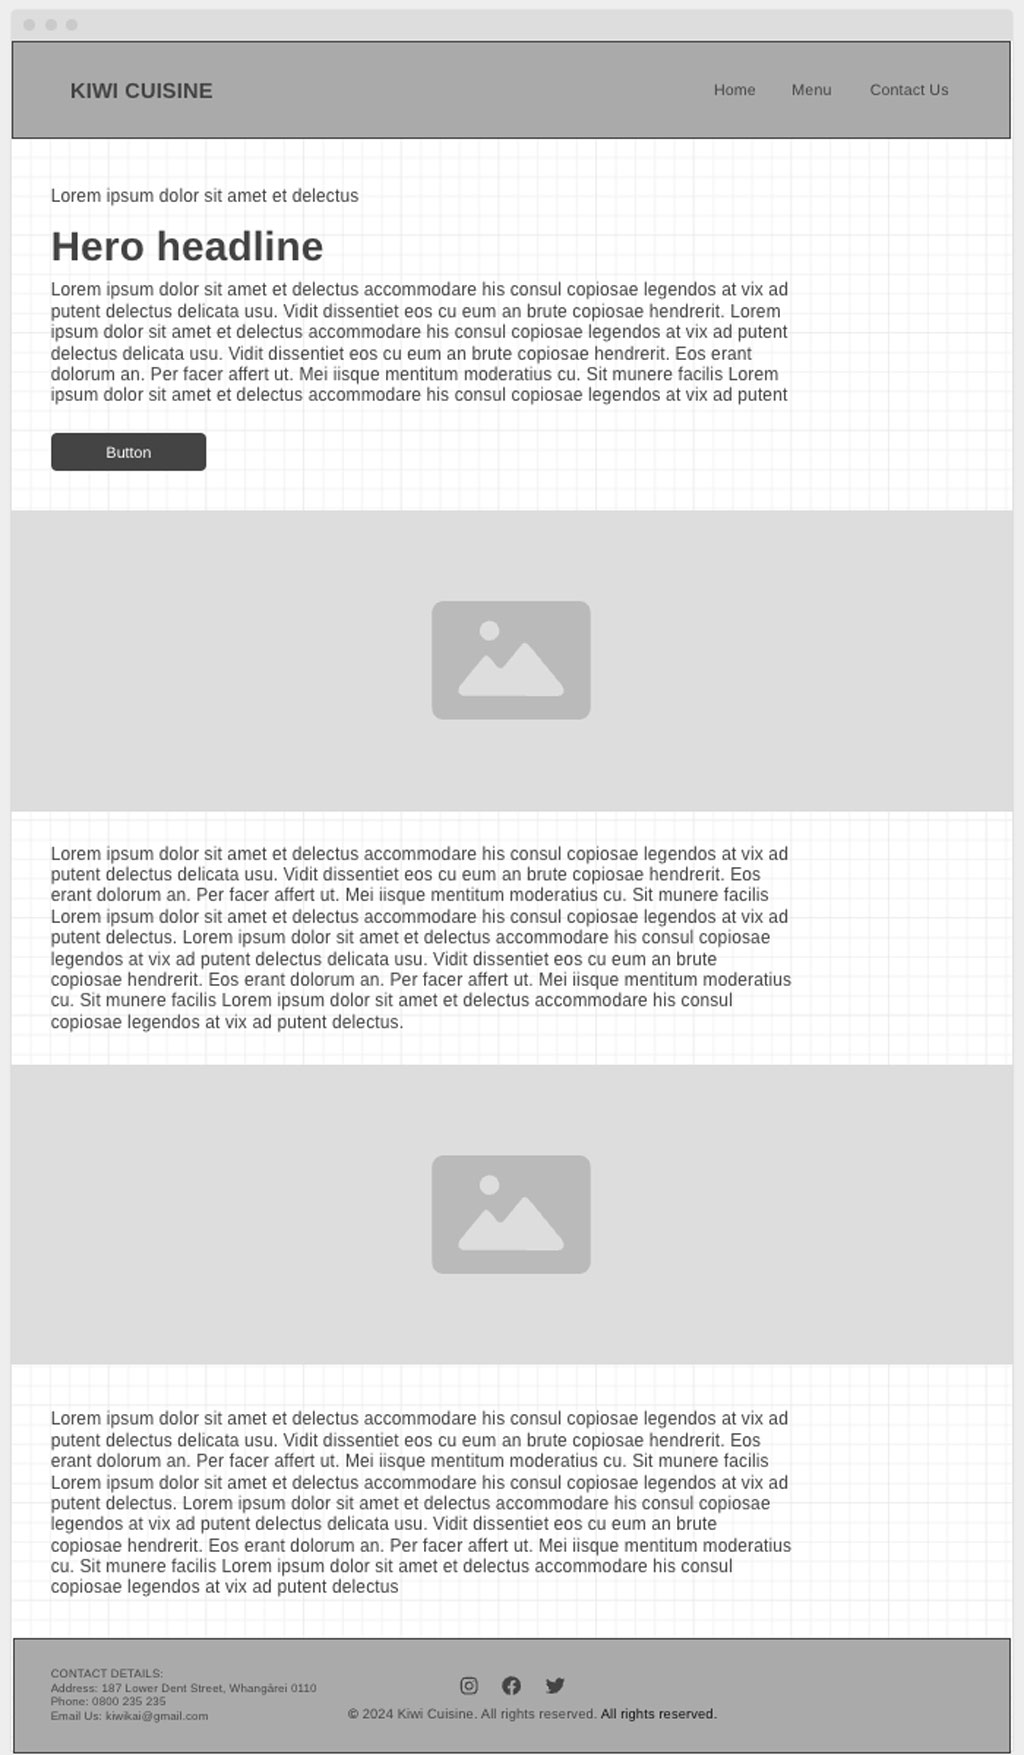 KIWI CUISINE
Home Menu Contact Us
Lorem ipsum dolor sit amet et delectus
Hero headline
Lorem ipsum dolor sit amet et delectus accommodare his consul copiosae legendos at vix ad
putent delectus delicata usu. Vidit dissentiet eos cu eum an brute copiosae hendrerit. Lorem
ipsum dolor sit amet et delectus accommodare his consul copiosae legendos at vix ad putent
delectus delicata usu. Vidit dissentiet eos cu eum an brute copiosae hendrerit. Eos erant
dolorum an. Per facer affert ut. Mei iisque mentitum moderatius cu. Sit munere facilis Lorem
ipsum dolor sit amet et delectus accommodare his consul copiosae legendos at vix ad putent
Button
Lorem ipsum dolor sit amet et delectus accommodare his consul copiosae legendos at vix ad
putent delectus delicata usu. Vidit dissentiet eos cu eum an brute copiosae hendrerit. Eos
erant dolorum an. Per facer affert ut. Mei iisque mentitum moderatius cu. Sit munere facilis
Lorem ipsum dolor sit amet et delectus accommodare his consul copiosae legendos at vix ad
putent delectus. Lorem ipsum dolor sit amet et delectus accommodare his consul copiosae
legendos at vix ad putent delectus delicata usu. Vidit dissentiet eos cu eum an brute
copiosae hendrerit. Eos erant dolorum an. Per facer affert ut. Mei iisque mentitum moderatius
cu. Sit munere facilis Lorem ipsum dolor sit amet et delectus accommodare his consul
copiosae legendos at vix ad putent delectus.
Lorem ipsum dolor sit amet et delectus accommodare his consul copiosae legendos at vix ad
putent delectus delicata usu. Vidit dissentiet eos cu eum an brute copiosae hendrerit. Eos
erant dolorum an. Per facer affert ut. Mei iisque mentitum moderatius cu. Sit munere facilis
Lorem ipsum dolor sit amet et delectus accommodare his consul copiosae legendos at vix ad
putent delectus. Lorem ipsum dolor sit amet et delectus accommodare his consul copiosae
legendos at vix ad putent delectus delicata usu. Vidit dissentiet eos cu eum an brute
copiosae hendrerit. Eos erant dolorum an. Per facer affert ut. Mei iisque mentitum moderatius
cu. Sit munere facilis Lorem ipsum dolor sit amet et delectus accommodare his consul
copiosae legendos at vix ad putent delectus
CONTACT DETAILS:
Address: 187 Lower Dent Street, Whangārei 0110
Phone: 0800 235 235
Email Us: kiwikai@gmail.com
© 2024 Kiwi Cuisine. All rights reserved. All rights reserved.